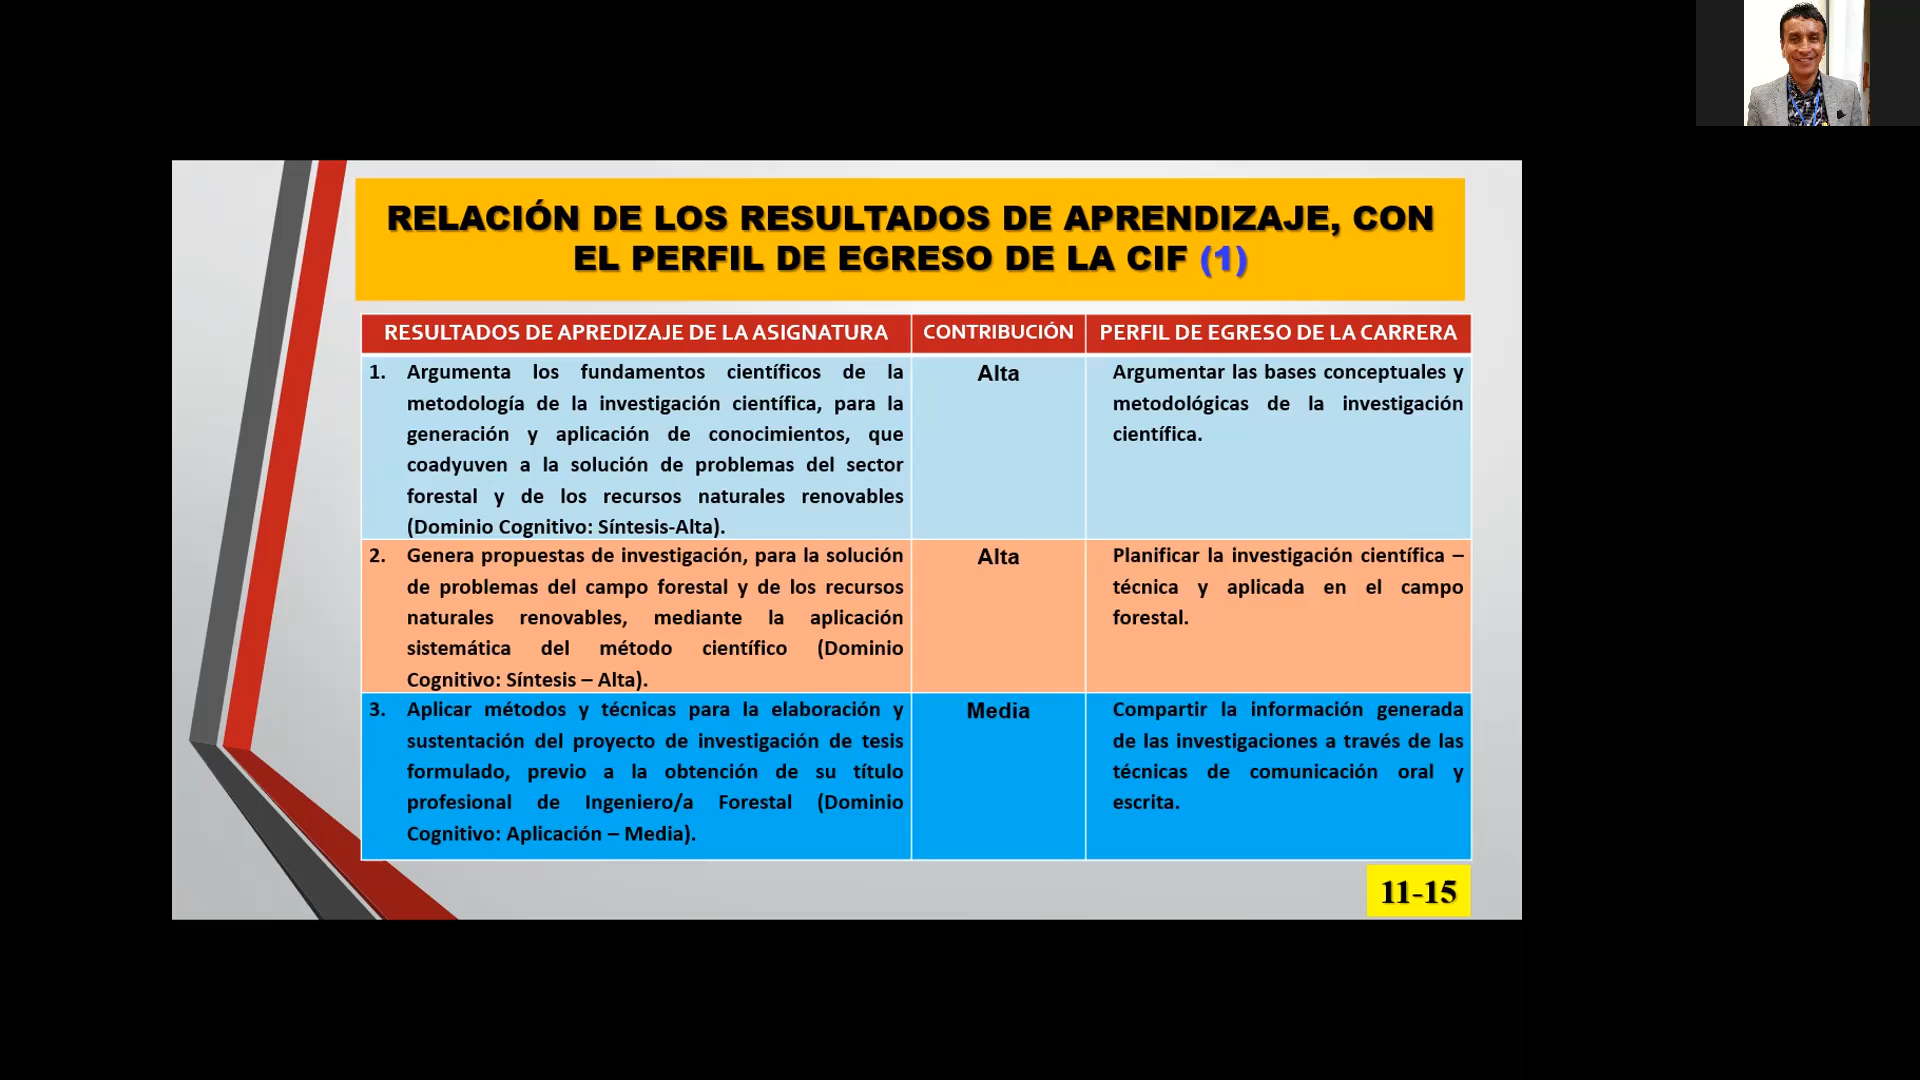 RELACIÓN DE LOS RESULTADOS DE APRENDIZAJE, CON
EL PERFIL DE EGRESO DE LA CIF (1)
RESULTADOS DE APREDIZAJE DE LA ASIGNATURA
CONTRIBUCIÓN
PERFIL DE EGRESO DE LA CARRERA
1. Argumenta los fundamentos científicos de la
metodología de la investigación científica, para la
generación y aplicación de conocimientos, que
coadyuven a la solución de problemas del sector
forestal y de los recursos naturales renovables
(Dominio Cognitivo: Síntesis-Alta).
Alta
Argumentar las bases conceptuales y
metodológicas de la investigación
científica.
2. Genera propuestas de investigación, para la solución
de problemas del campo forestal y de los recursos
naturales renovables, mediante la aplicación
sistemática del método científico (Dominio
Cognitivo: Síntesis – Alta).
Alta
Planificar la investigación científica –
técnica y aplicada en el campo
forestal.
3. Aplicar métodos y técnicas para la elaboración y
sustentación del proyecto de investigación de tesis
formulado, previo a la obtención de su título
profesional de Ingeniero/a Forestal (Dominio
Cognitivo: Aplicación – Media).
Media
Compartir la información generada
de las investigaciones a través de las
técnicas de comunicación oral y
escrita.
11-15